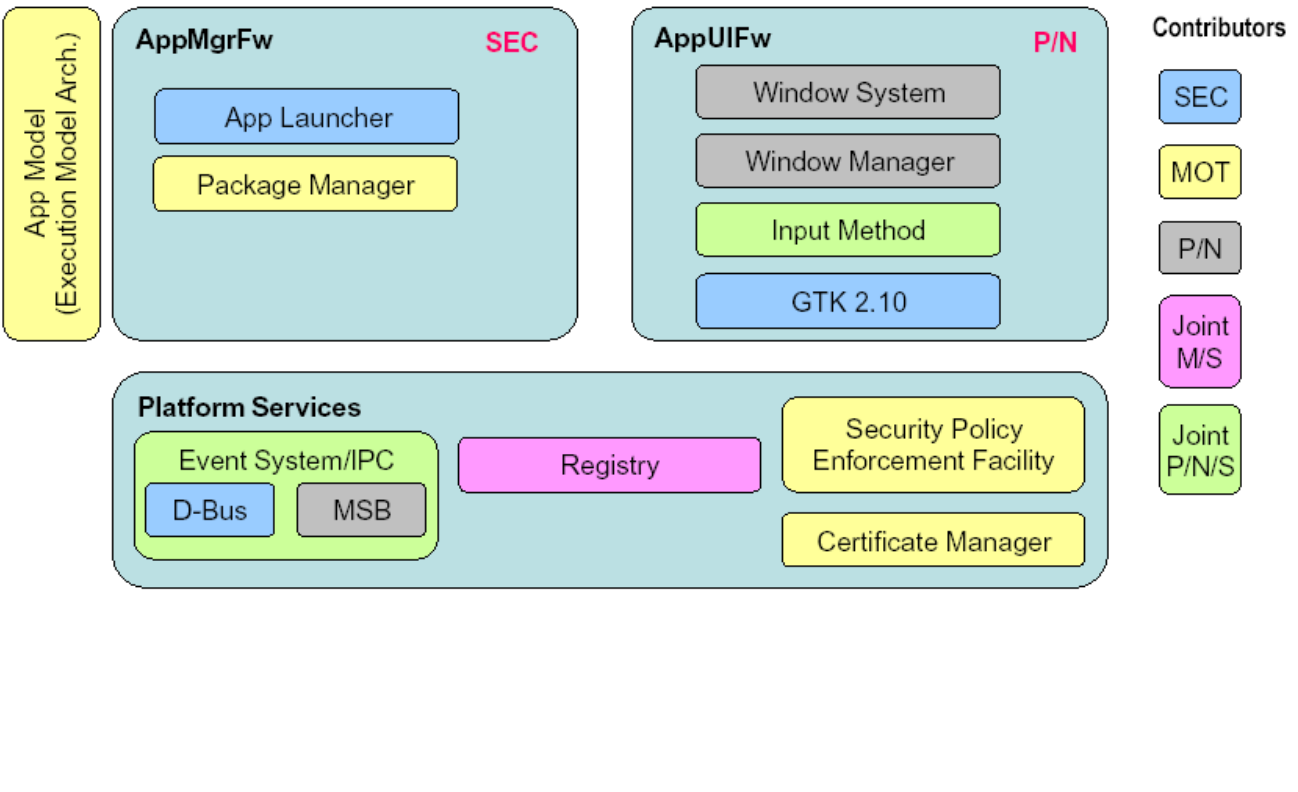 App Model
(Execution Model Arch.)
AppMgrFw
SEC
App Launcher
Package Manager
AppUIFw
P/N
Window System
Window Manager
Input Method
GTK 2.10
Platform Services
Event System/IPC
D-Bus
MSB
Registry
Security Policy
Enforcement Facility
Certificate Manager
Contributors
SEC
MOT
P/N
Joint
M/S
Joint
P/N/S